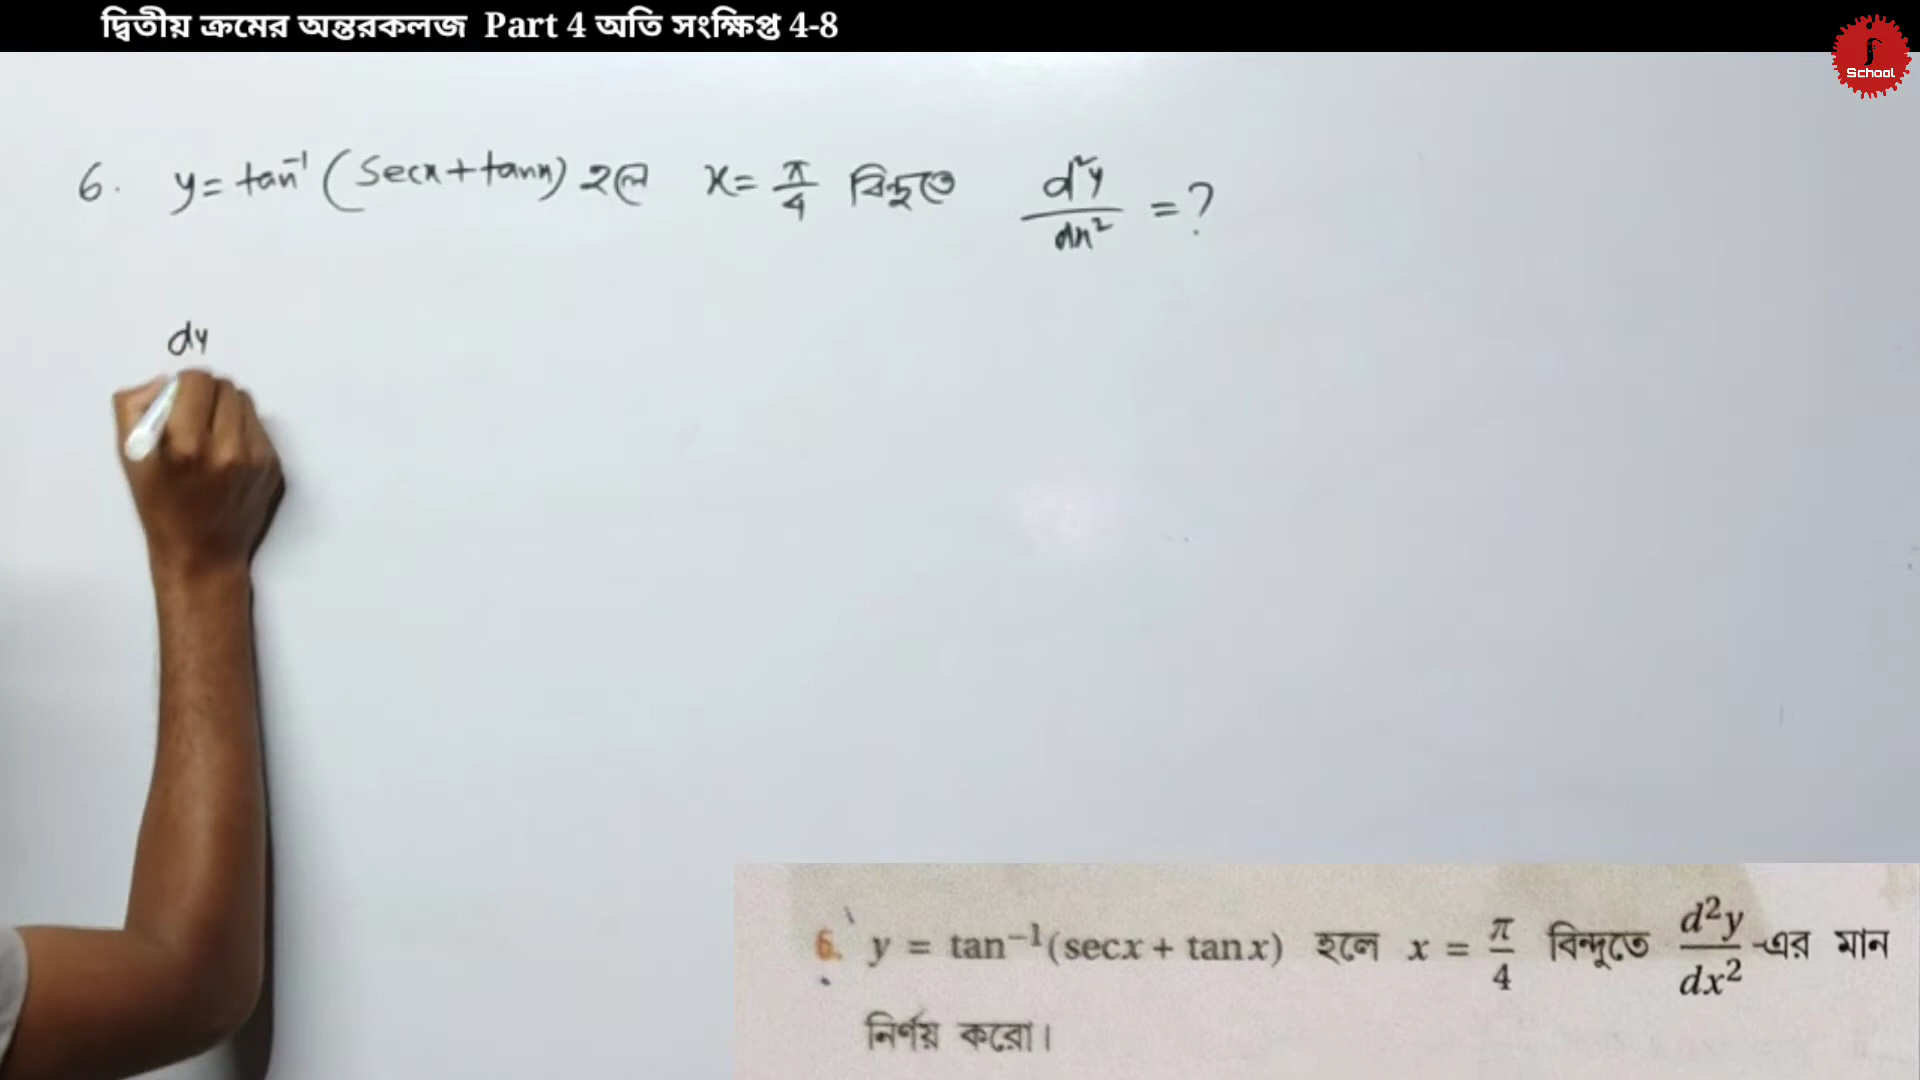 দ্বিতীয় ক্রমের অন্তরকলজ Part 4 অতি সংক্ষিপ্ত 4-8
ʃ School
6. y = tan⁻¹ (Secx + tanx) হলে x = π/4 বিন্দুতে d²y/dx² = ?
dy
6. y = tan⁻¹(secx + tanx) হলে x = π/4 বিন্দুতে d²y/dx² -এর মান
নির্ণয় করো।